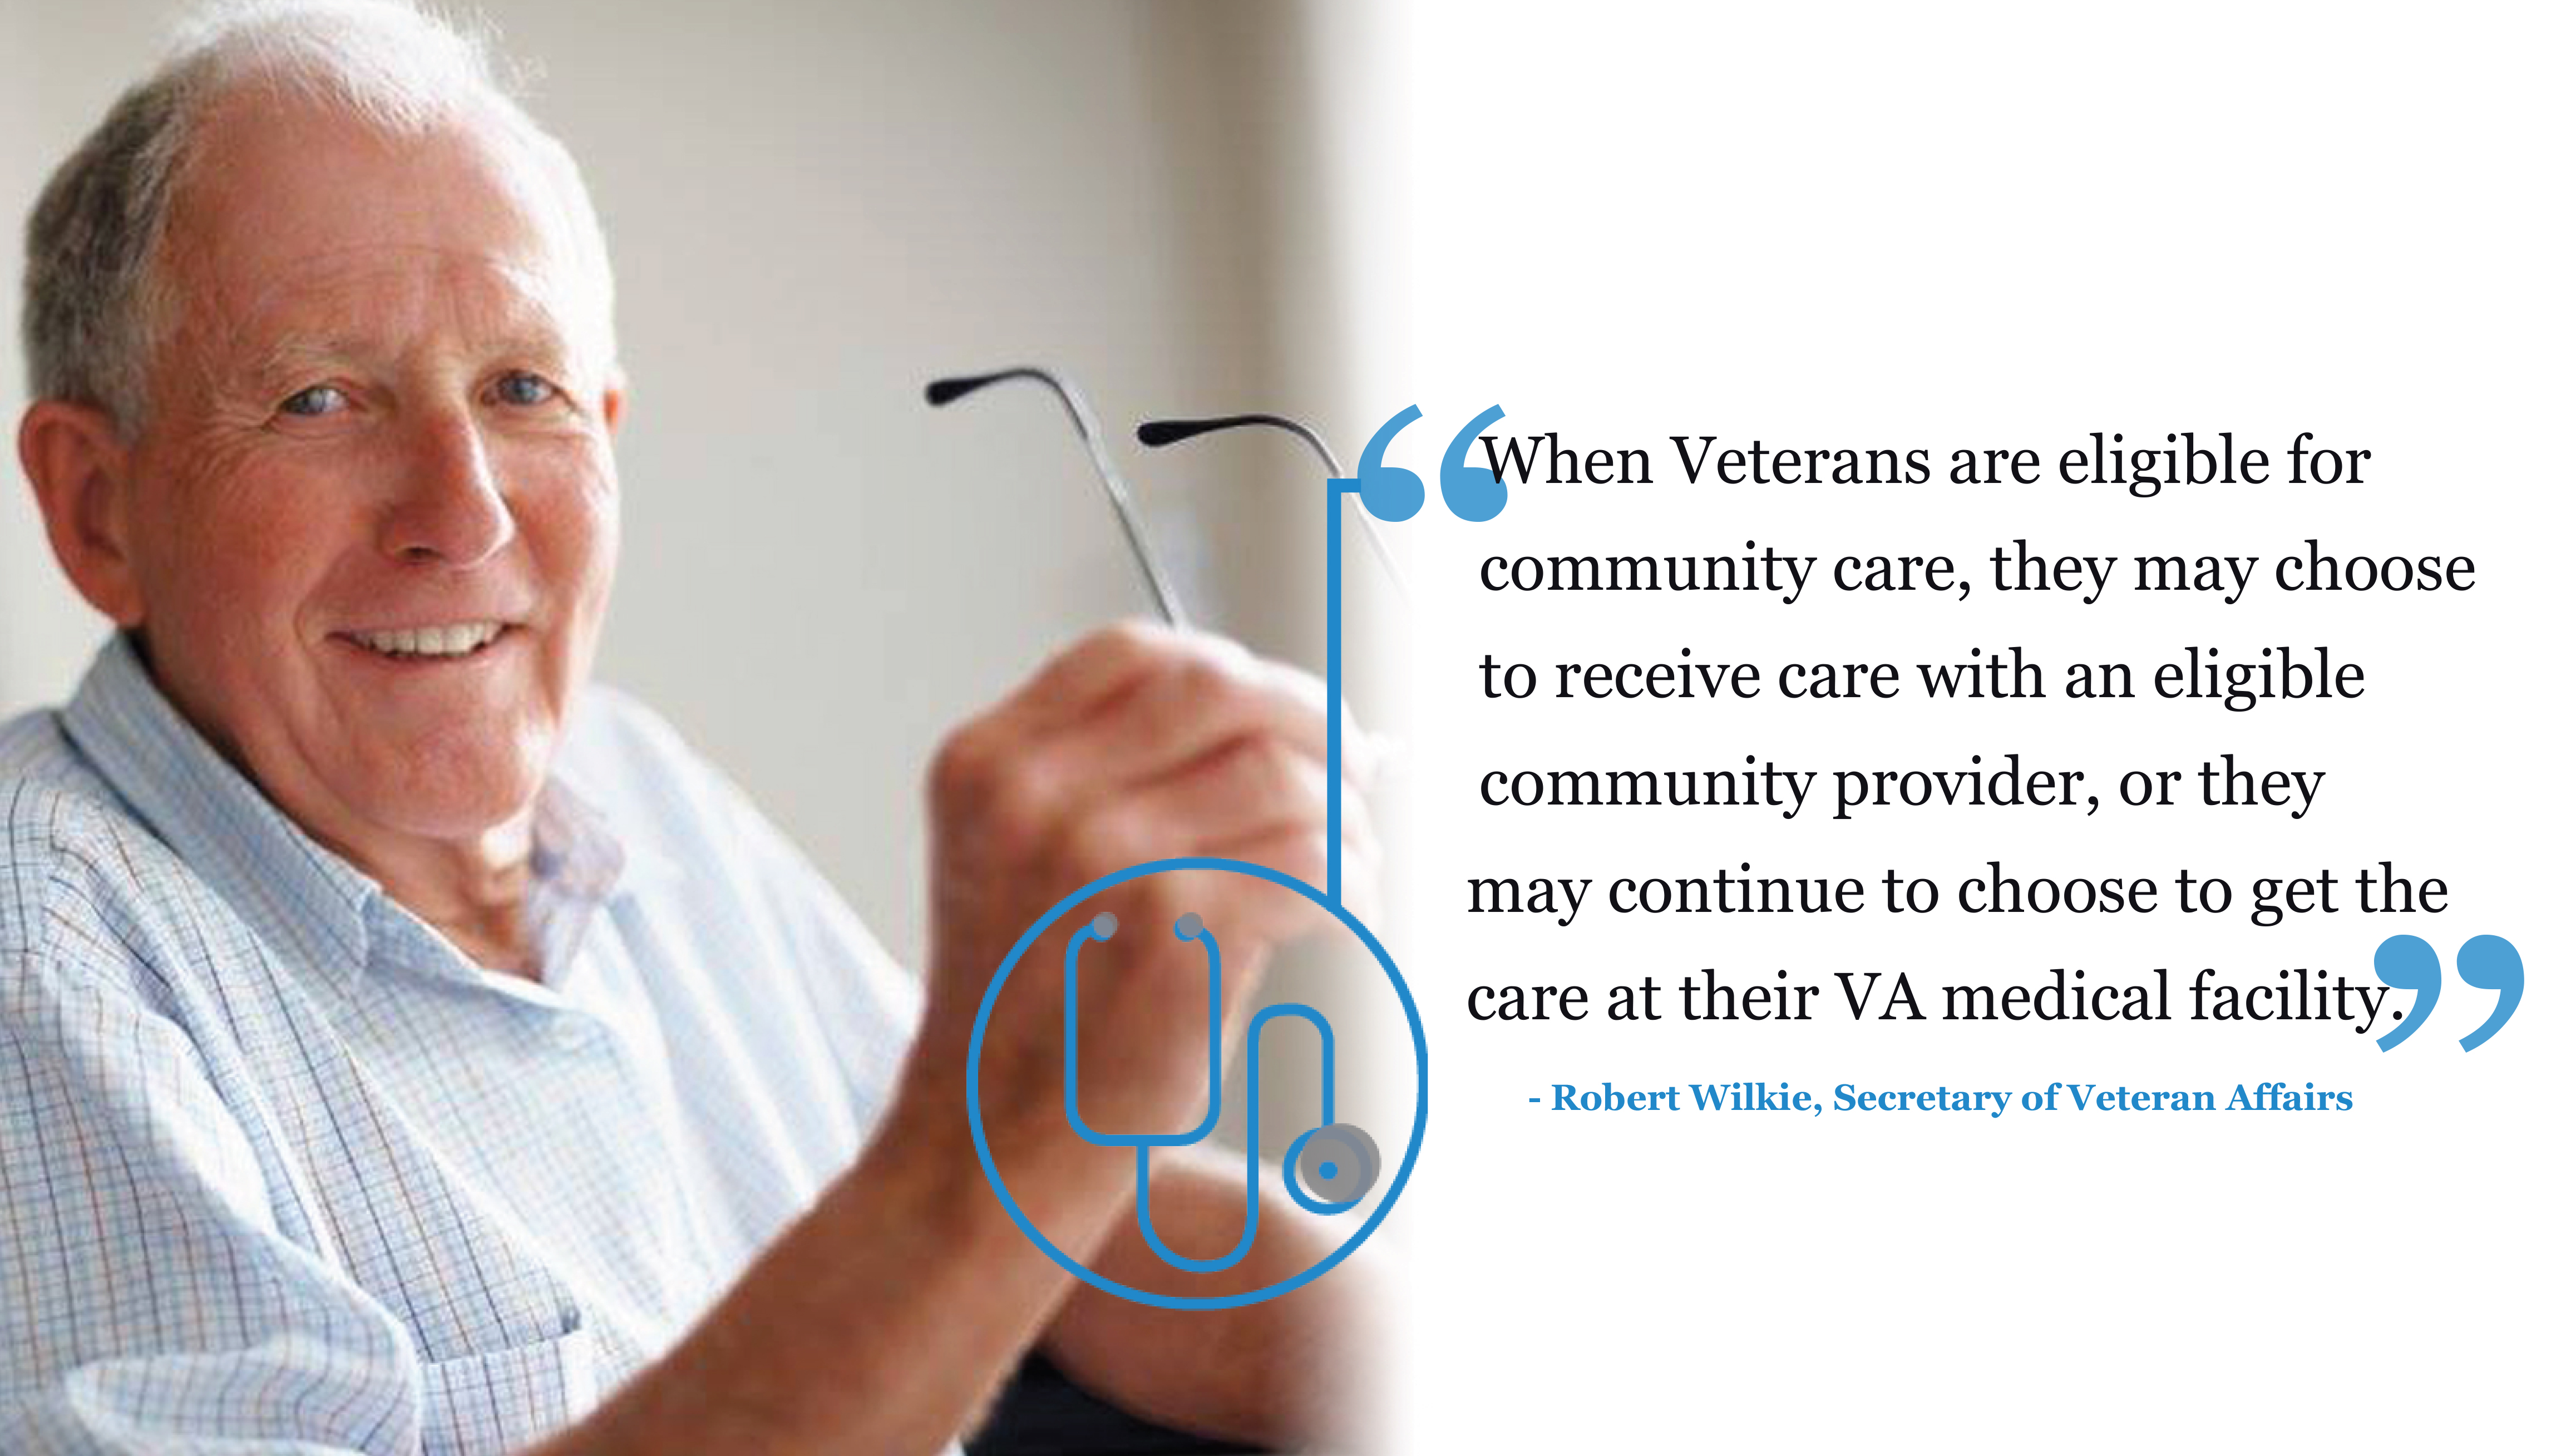 “When Veterans are eligible for
community care, they may choose
to receive care with an eligible
community provider, or they
may continue to choose to get the
care at their VA medical facility.”
- Robert Wilkie, Secretary of Veteran Affairs